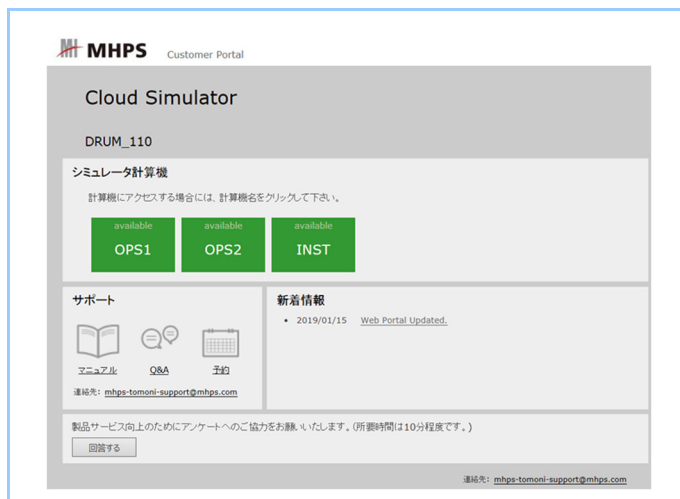 MHPS Customer Portal
Cloud Simulator
DRUM_110
シミュレータ計算機
計算機にアクセスする場合には、計算機名をクリックして下さい。
available available available
OPS1 OPS2 INST
サポート
マニュアル Q&A 予約
連絡先: mhps-tomoni-support@mhps.com
新着情報
• 2019/01/15 Web Portal Updated.
製品サービス向上のためにアンケートへのご協力をお願いいたします。(所要時間は10分程度です。)
回答する
連絡先: mhps-tomoni-support@mhps.com